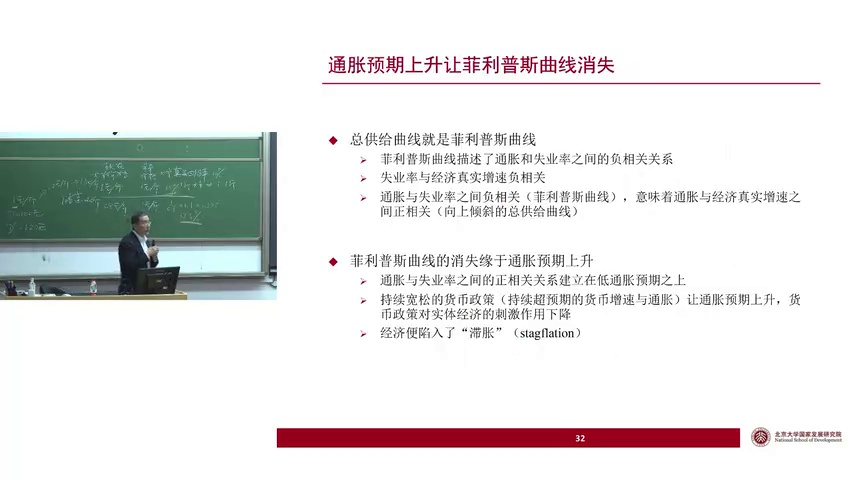 通胀预期上升让菲利普斯曲线消失
总供给曲线就是菲利普斯曲线
菲利普斯曲线描述了通胀和失业率之间的负相关关系
失业率与经济真实增速负相关
通胀与失业率之间负相关（菲利普斯曲线），意味着通胀与经济真实增速之
间正相关（向上倾斜的总供给曲线）
菲利普斯曲线的消失缘于通胀预期上升
通胀与失业率之间的正相关关系建立在低通胀预期之上
持续宽松的货币政策（持续超预期的货币增速与通胀）让通胀预期上升，货
币政策对实体经济的刺激作用下降
经济便陷入了“滞胀”（stagflation）
32
北京大学国家发展研究院
National School of Development